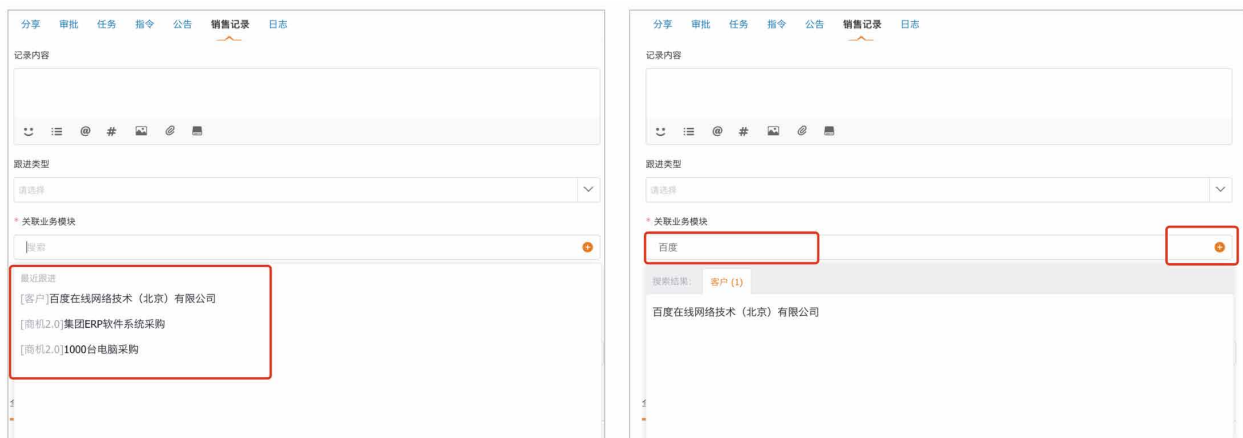 分享 审批 任务 指令 公告 销售记录 日志
记录内容
@ #
跟进类型
请选择
* 关联业务模块
搜索
最近跟进
[客户]百度在线网络技术（北京）有限公司
[商机2.0]集团ERP软件系统采购
[商机2.0]1000台电脑采购
分享 审批 任务 指令 公告 销售记录 日志
记录内容
@ #
跟进类型
请选择
* 关联业务模块
百度
搜索结果： 客户 (1)
百度在线网络技术（北京）有限公司